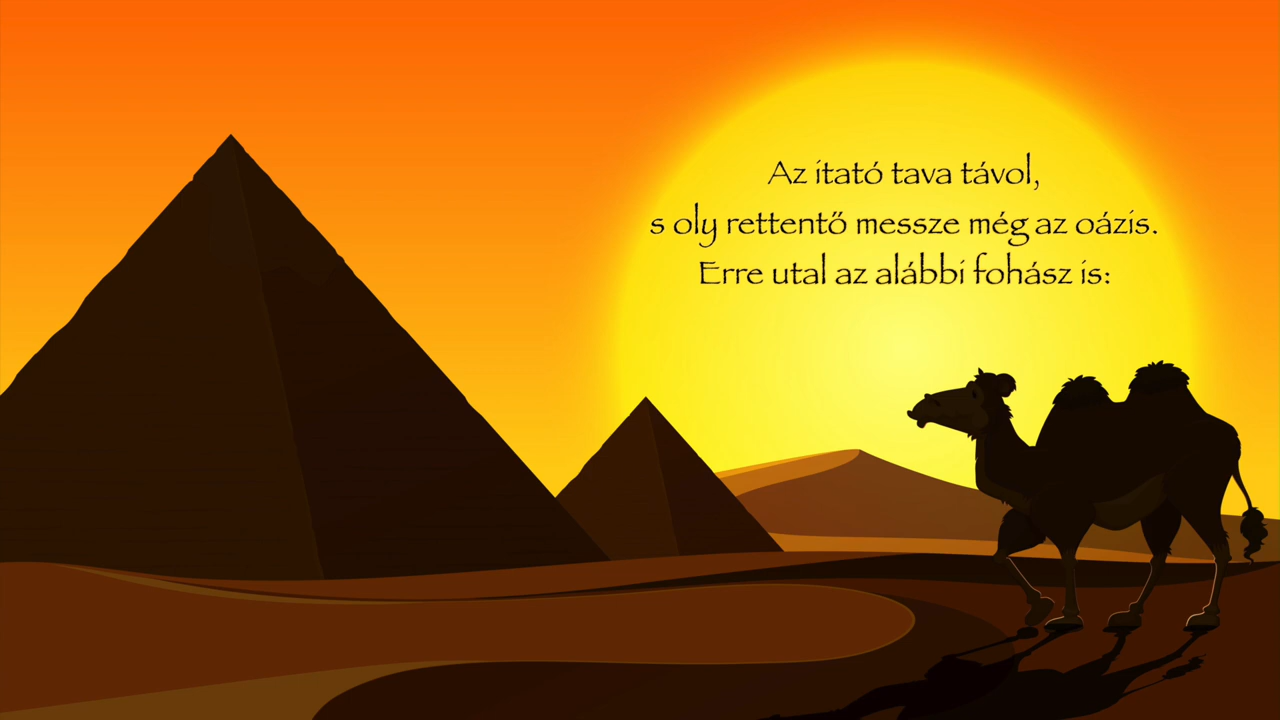 Az itató tava távol,
s oly rettentő messze még az oázis.
Erre utal az alábbi fohász is: